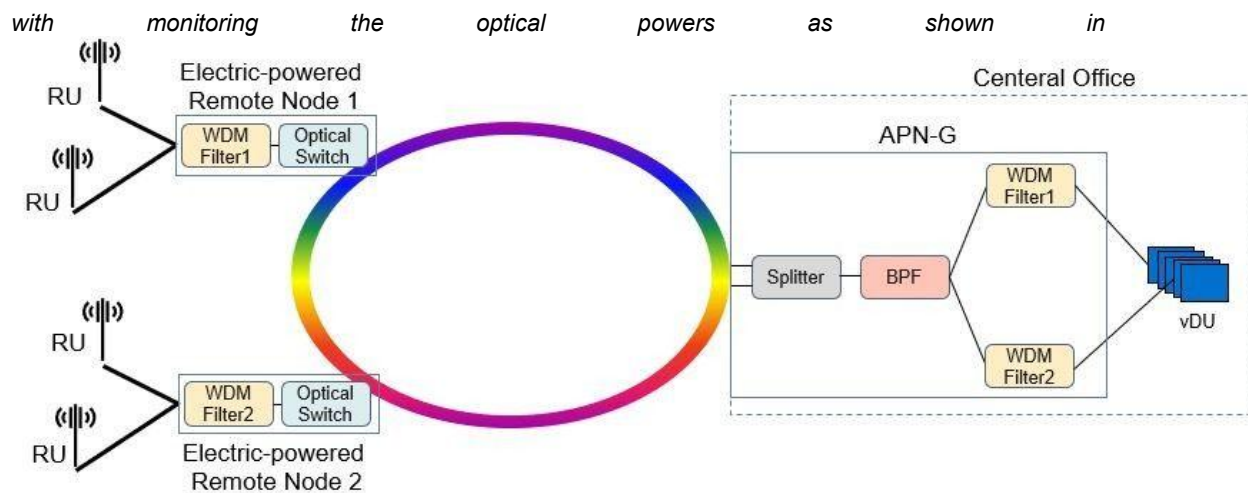 with monitoring the optical powers as shown in
Electric-powered
Remote Node 1
RU
WDM
Filter1
Optical
Switch
RU
Centeral Office
APN-G
WDM
Filter1
Splitter
BPF
vDU
WDM
Filter2
RU
WDM
Filter2
Optical
Switch
RU
Electric-powered
Remote Node 2